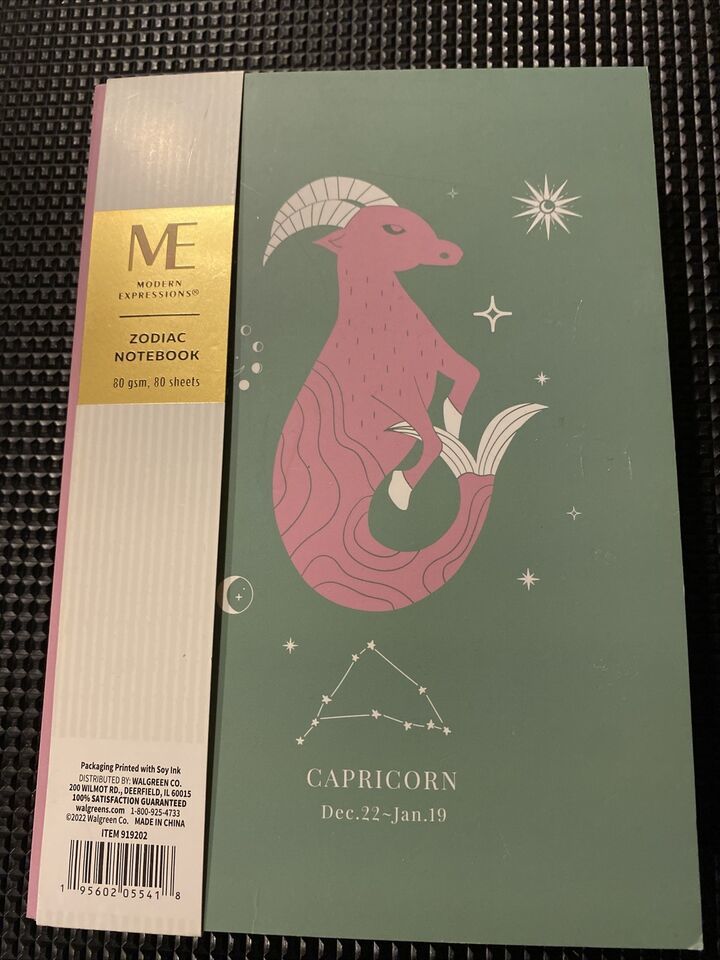 ME
MODERN
EXPRESSIONS®
ZODIAC
NOTEBOOK
80 gsm, 80 sheets
Packaging Printed with Soy Ink
DISTRIBUTED BY: WALGREEN CO.
200 WILMOT RD., DEERFIELD, IL 60015
100% SATISFACTION GUARANTEED
walgreens.com 1-800-925-4733
©2022 Walgreen Co. MADE IN CHINA
ITEM 919202
1 95602 05541 8
CAPRICORN
Dec.22~Jan.19